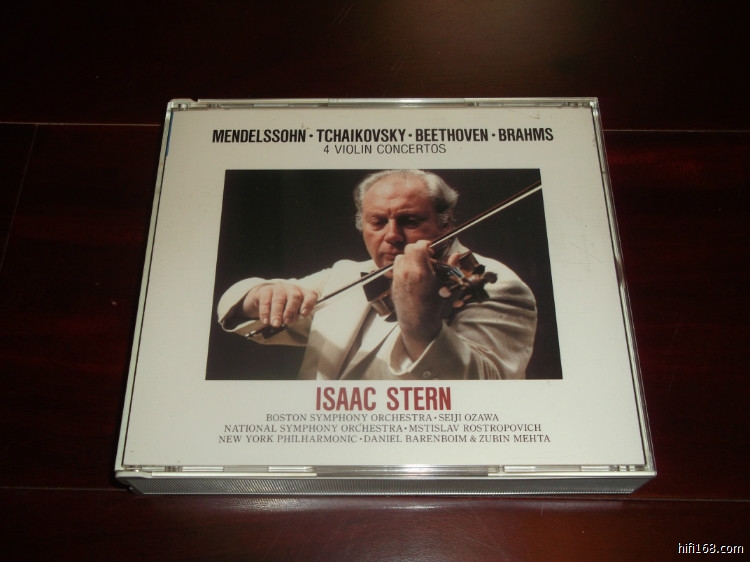 MENDELSSOHN・TCHAIKOVSKY・BEETHOVEN・BRAHMS
4 VIOLIN CONCERTOS
ISAAC STERN
BOSTON SYMPHONY ORCHESTRA・SEIJI OZAWA
NATIONAL SYMPHONY ORCHESTRA・MSTISLAV ROSTROPOVICH
NEW YORK PHILHARMONIC・DANIEL BARENBOIM & ZUBIN MEHTA
hifi168.com